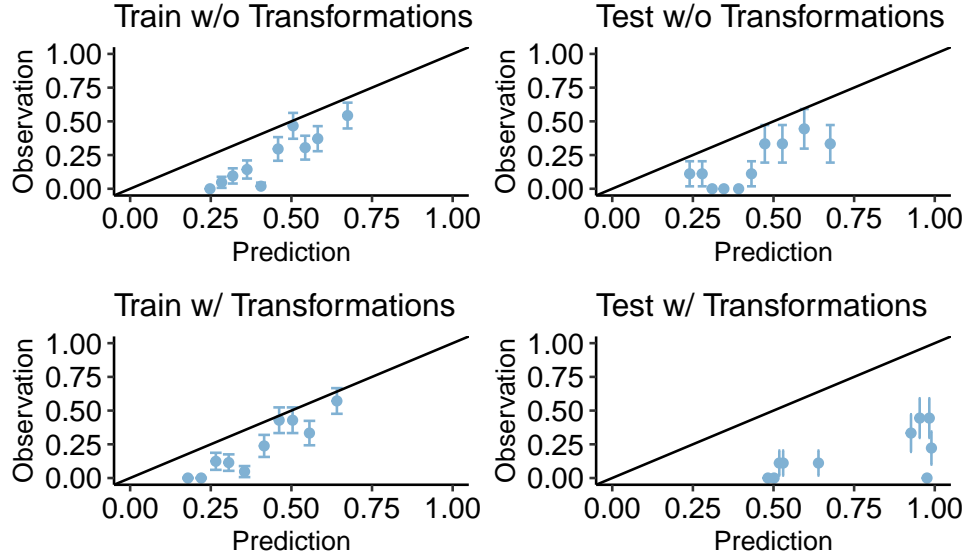 Train w/o Transformations
Observation
1.00
0.75
0.50
0.25
0.00
0.00 0.25 0.50 0.75 1.00
Prediction
Test w/o Transformations
Observation
1.00
0.75
0.50
0.25
0.00
0.00 0.25 0.50 0.75 1.00
Prediction
Train w/ Transformations
Observation
1.00
0.75
0.50
0.25
0.00
0.00 0.25 0.50 0.75 1.00
Prediction
Test w/ Transformations
Observation
1.00
0.75
0.50
0.25
0.00
0.00 0.25 0.50 0.75 1.00
Prediction